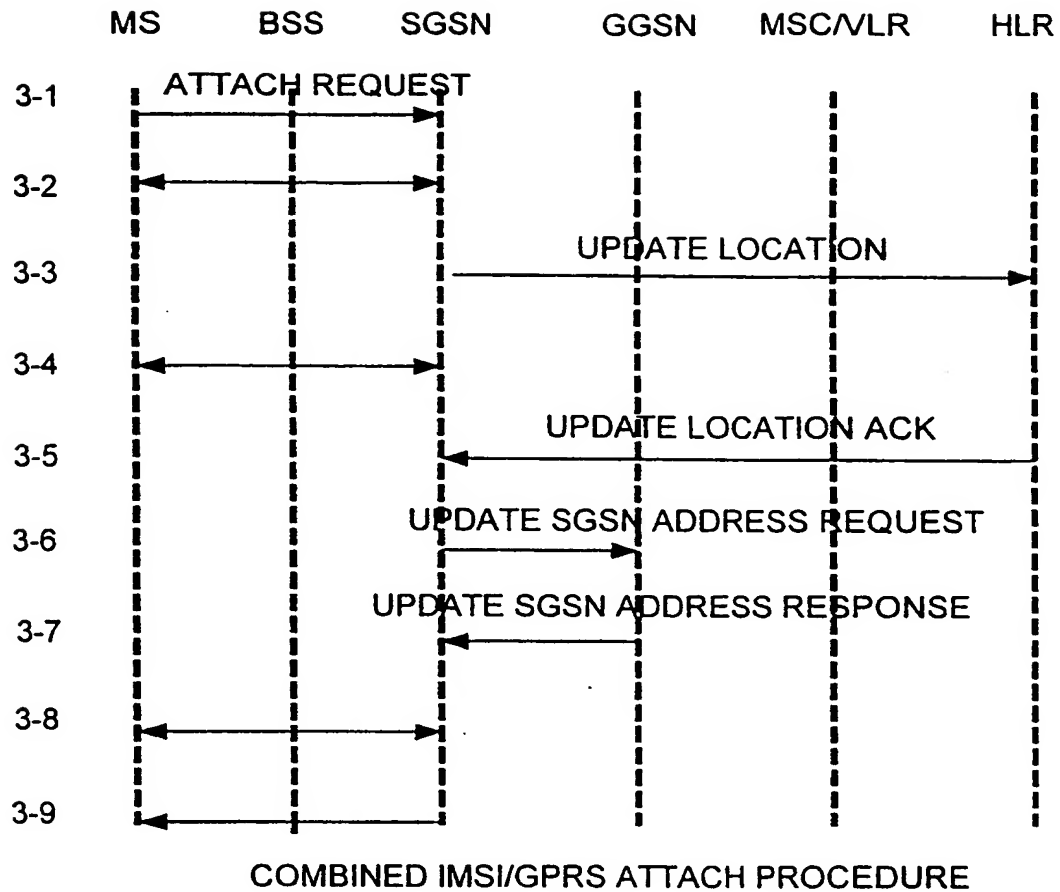 MS BSS SGSN GGSN MSC/VLR HLR
3-1 ATTACH REQUEST
3-2
3-3 UPDATE LOCATION
3-4
3-5 UPDATE LOCATION ACK
3-6 UPDATE SGSN ADDRESS REQUEST
3-7 UPDATE SGSN ADDRESS RESPONSE
3-8
3-9
COMBINED IMSI/GPRS ATTACH PROCEDURE